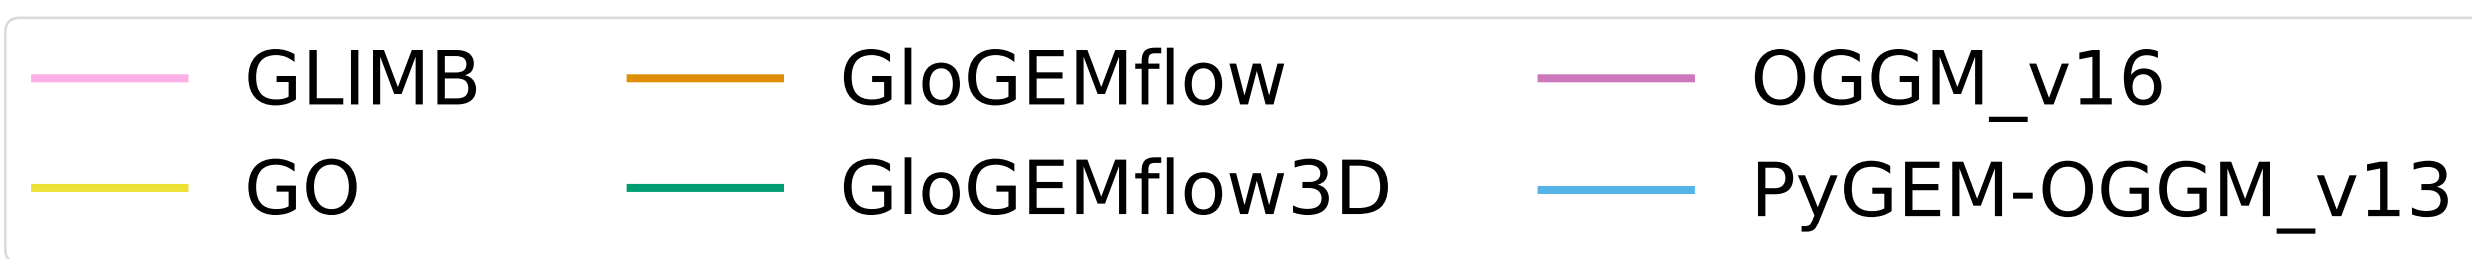 GLIMB GloGEMflow OGGM_v16
GO GloGEMflow3D PyGEM-OGGM_v13